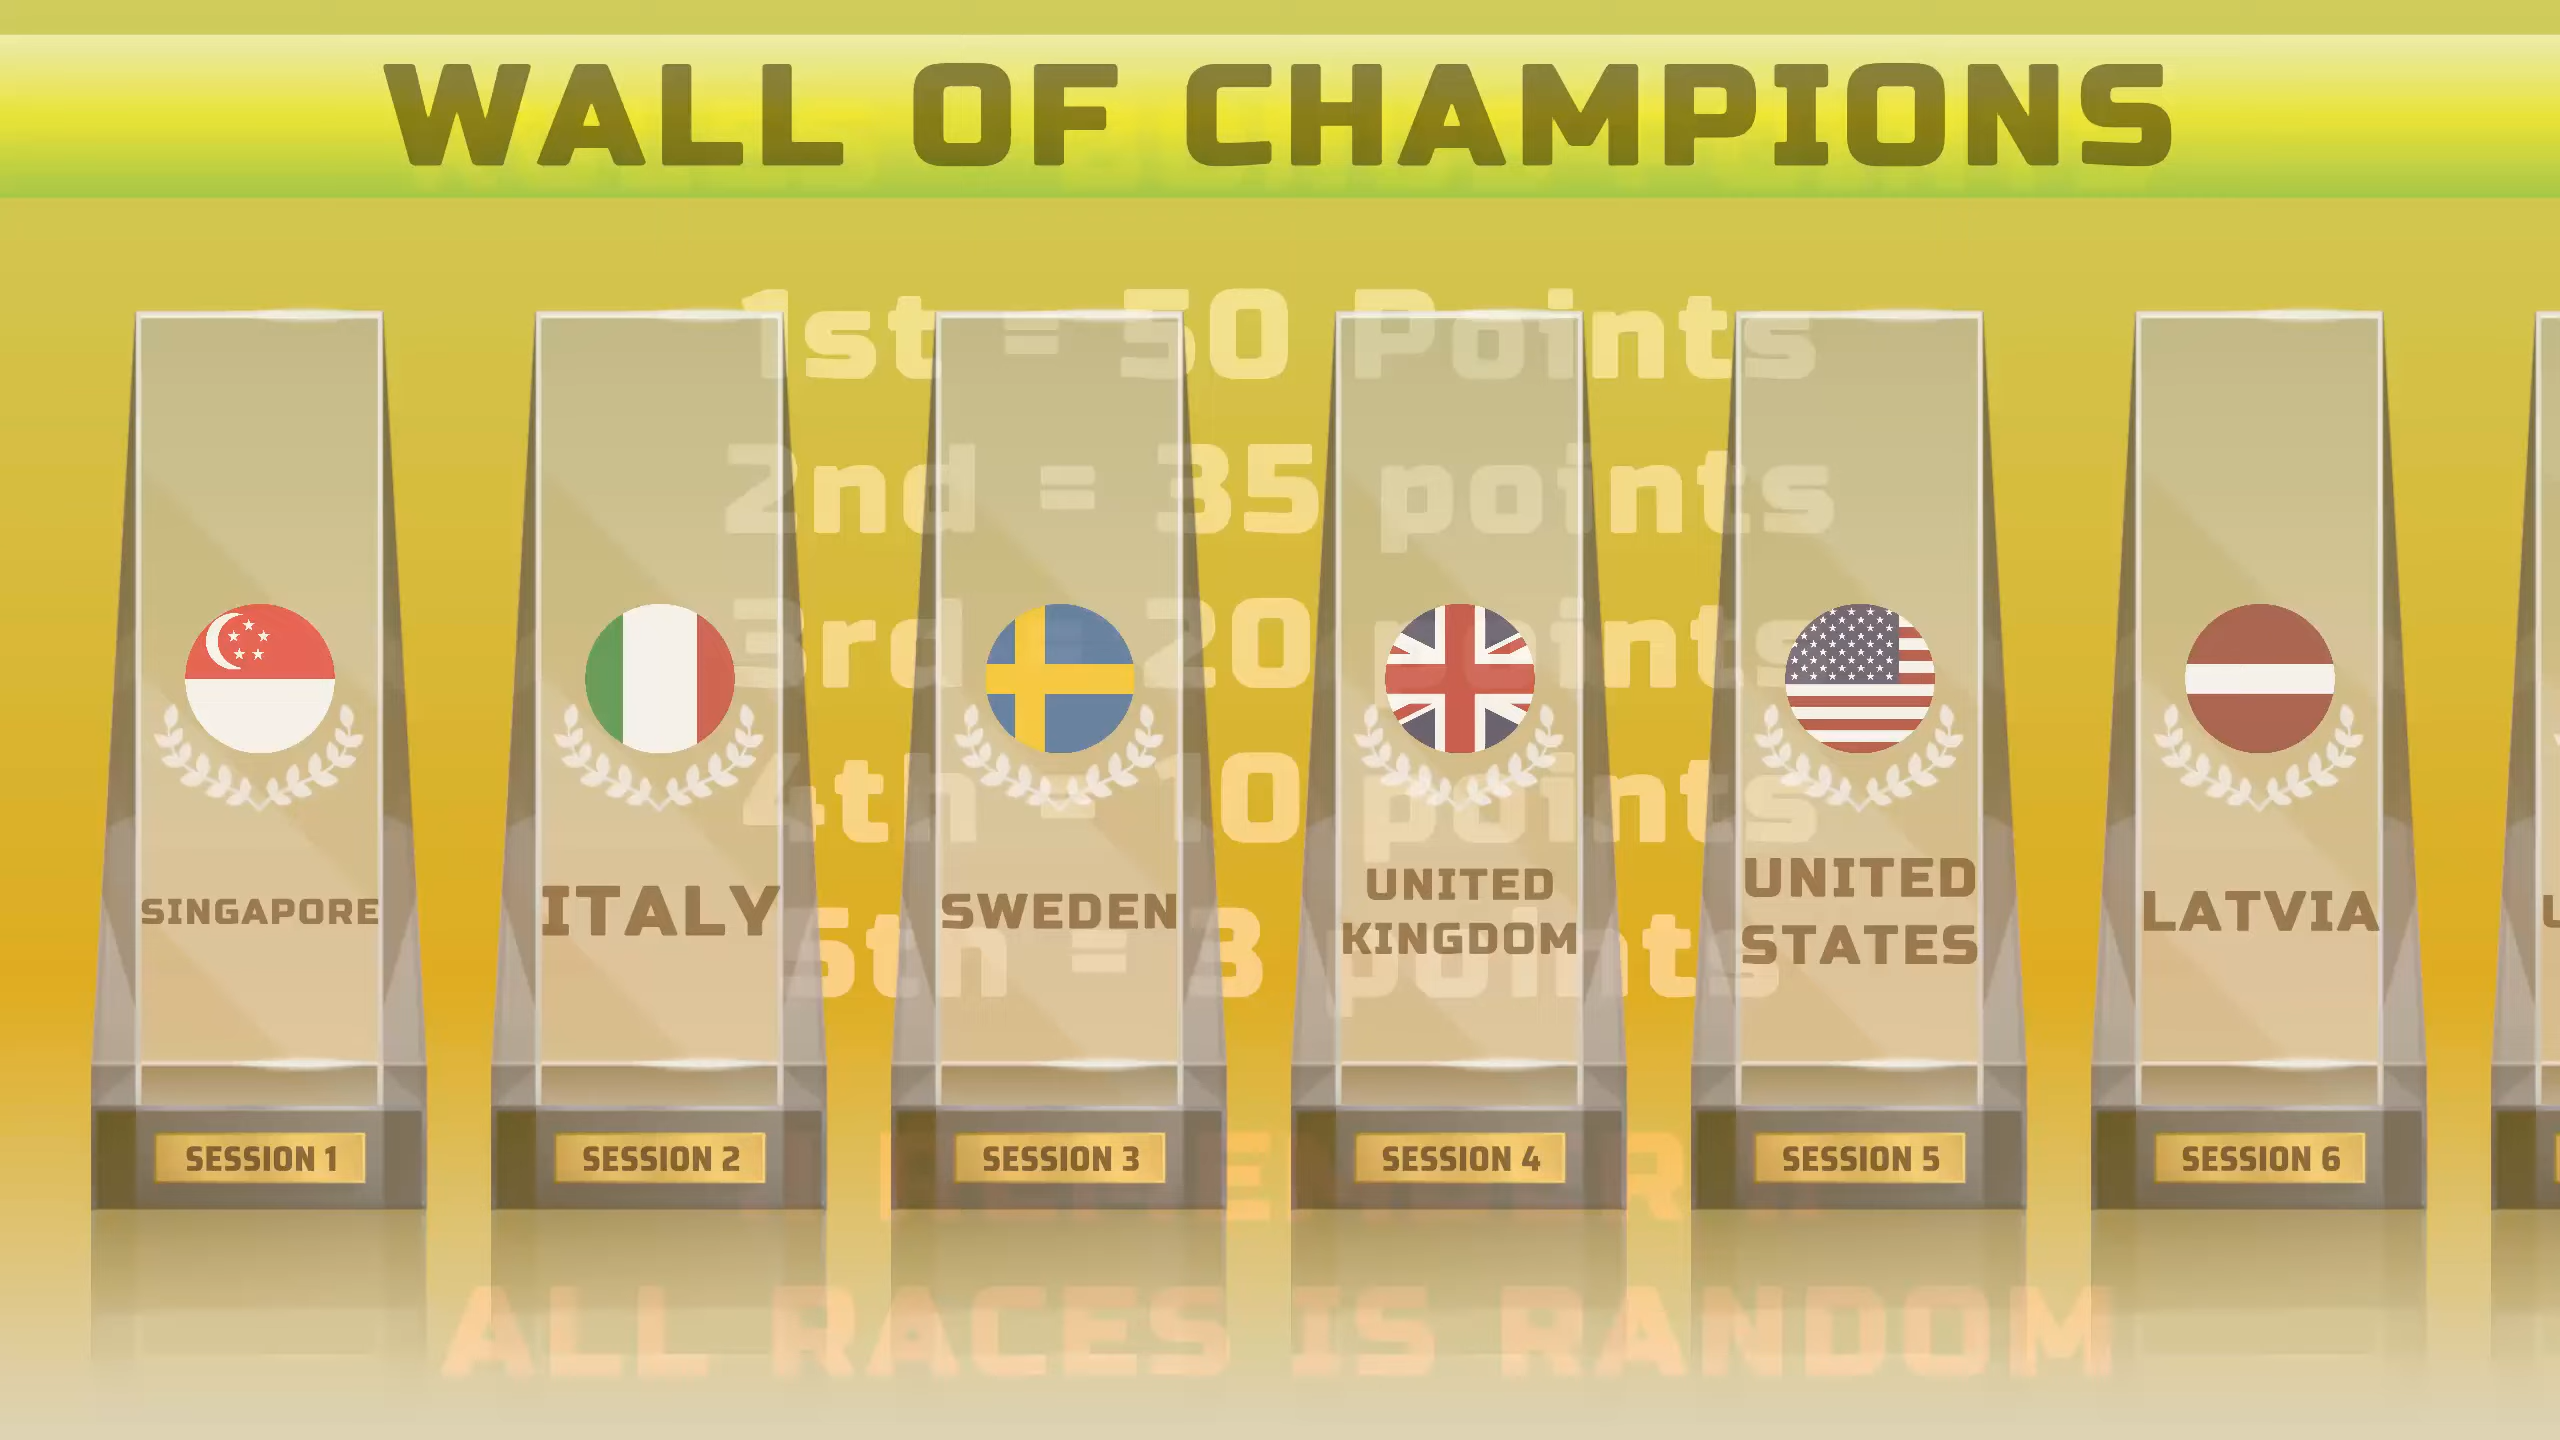 WALL OF CHAMPIONS
1st = 50 Points
2nd = 35 points
3rd = 20 points
4th = 10 points
5th = 3 points
SINGAPORE
ITALY
SWEDEN
UNITED
KINGDOM
UNITED
STATES
LATVIA
SESSION 1
SESSION 2
SESSION 3
SESSION 4
SESSION 5
SESSION 6
ALL RACES IS RANDOM